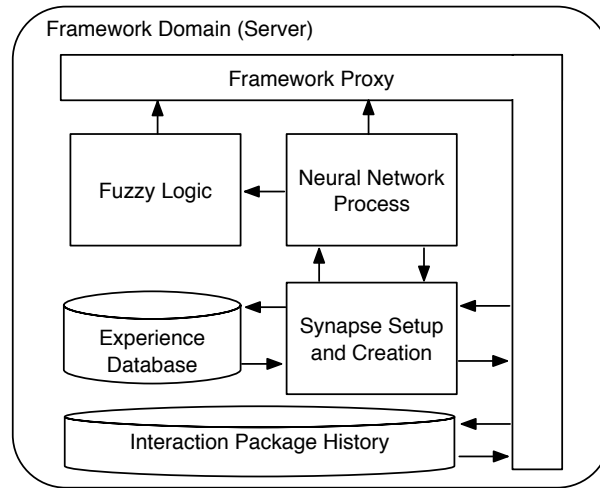 Framework Domain (Server)
Framework Proxy
Fuzzy Logic
Neural Network
Process
Experience
Database
Synapse Setup
and Creation
Interaction Package History